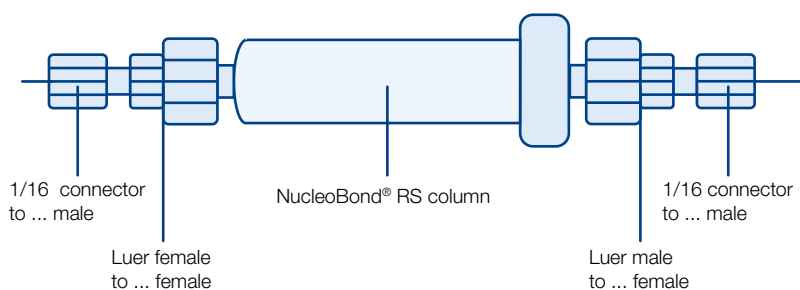 1/16 connector
to ... male
NucleoBond® RS column
1/16 connector
to ... male
Luer female
to ... female
Luer male
to ... female